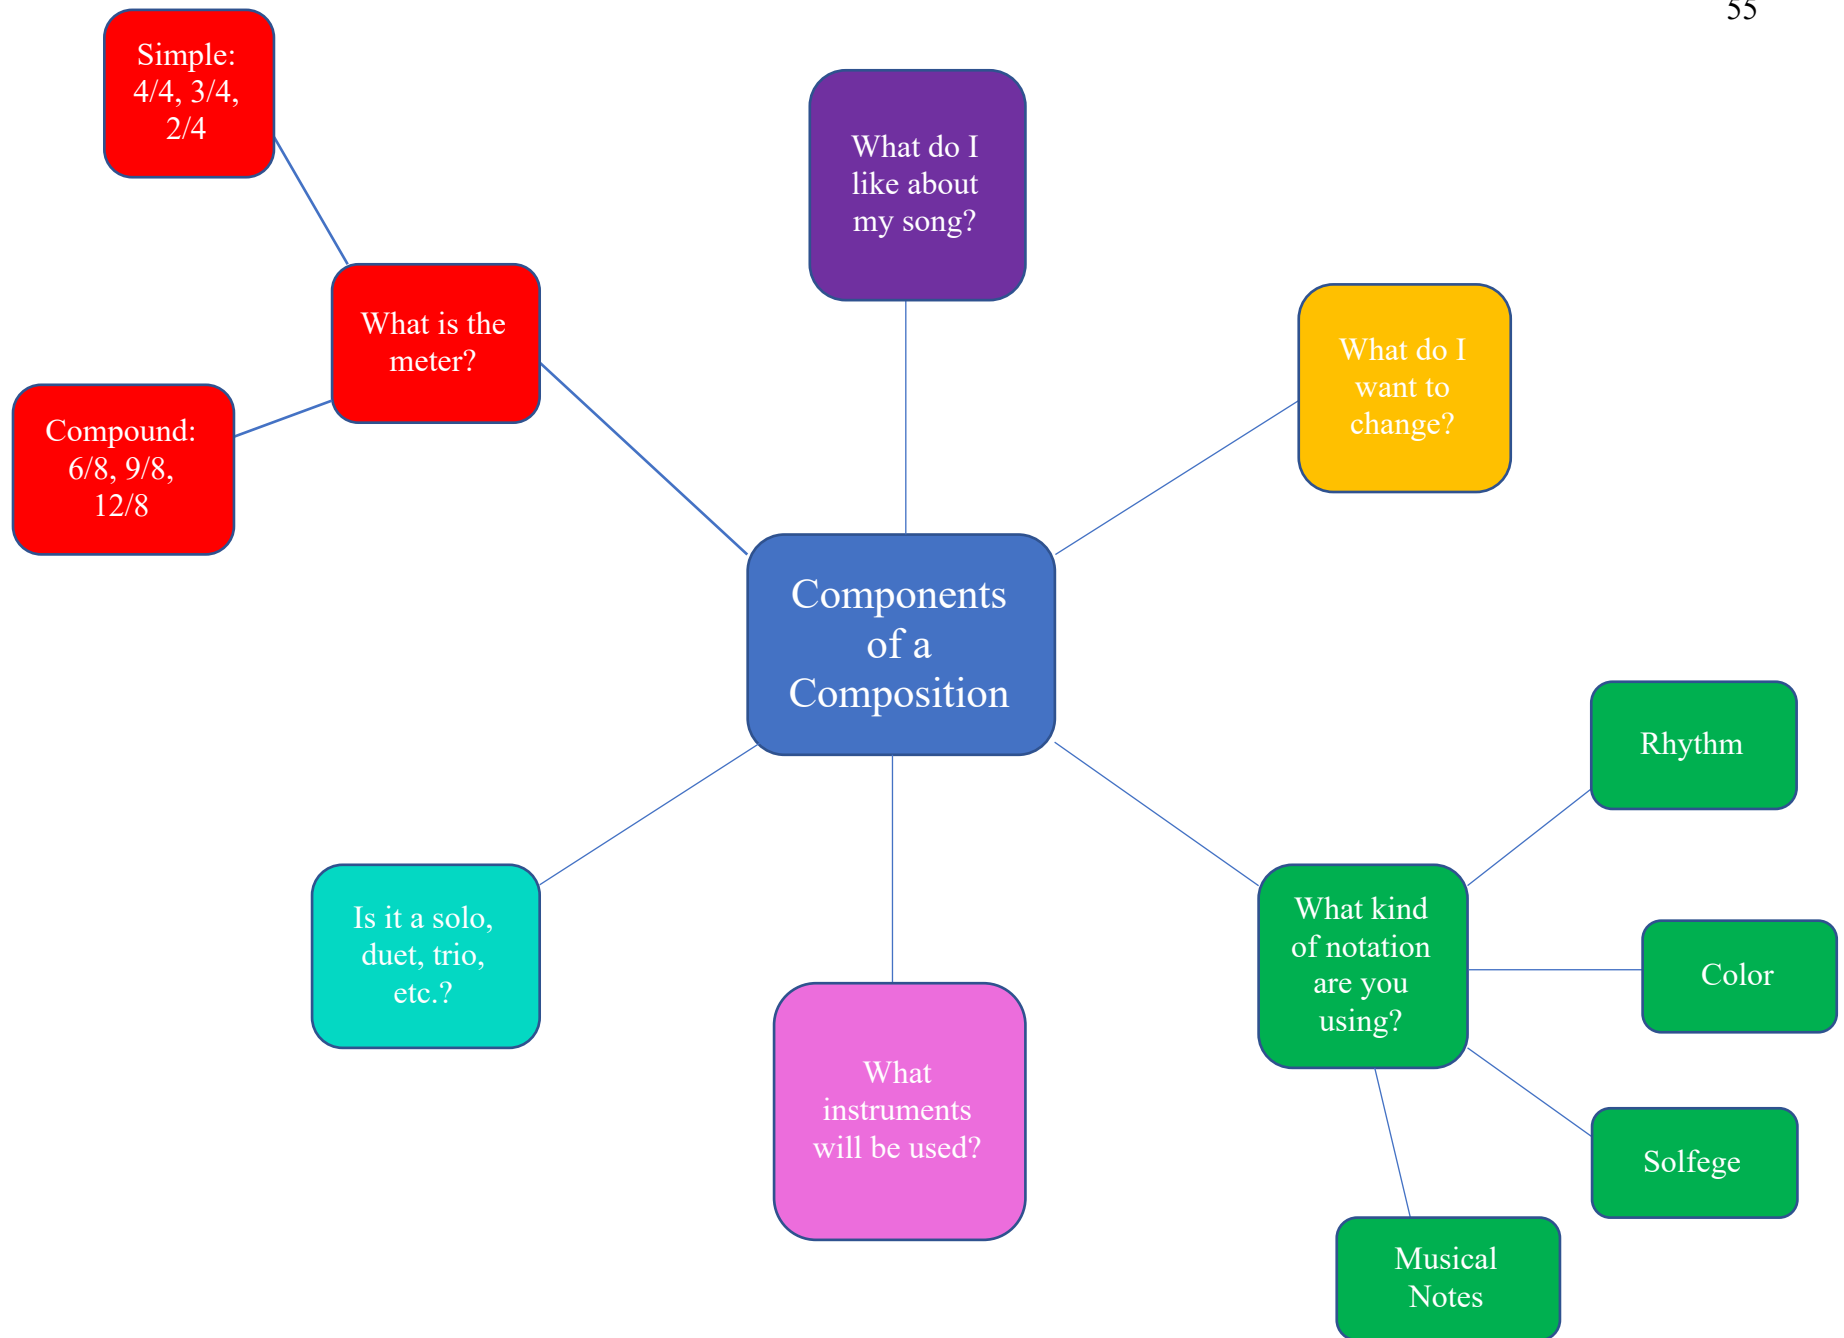 55
Simple:
4/4, 3/4,
2/4
What do I
like about
my song?
What is the
meter?
What do I
want to
change?
Compound:
6/8, 9/8,
12/8
Components
of a
Composition
Rhythm
Is it a solo,
duet, trio,
etc.?
What kind
of notation
are you
using?
Color
What
instruments
will be used?
Solfege
Musical
Notes